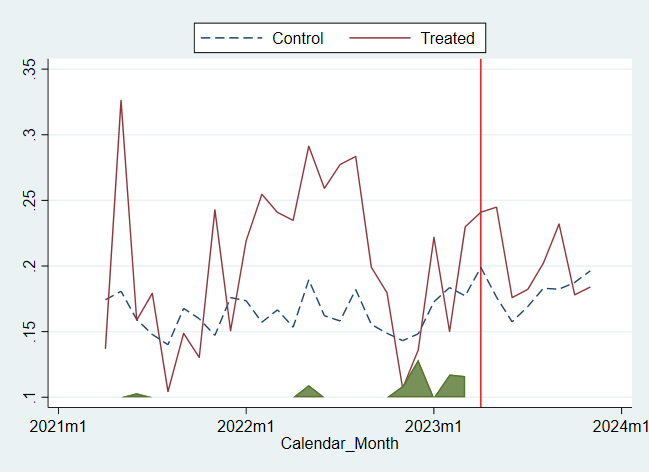 Control Treated
.35
.3
.25
.2
.15
.1
2021m1 2022m1 2023m1 2024m1
Calendar_Month